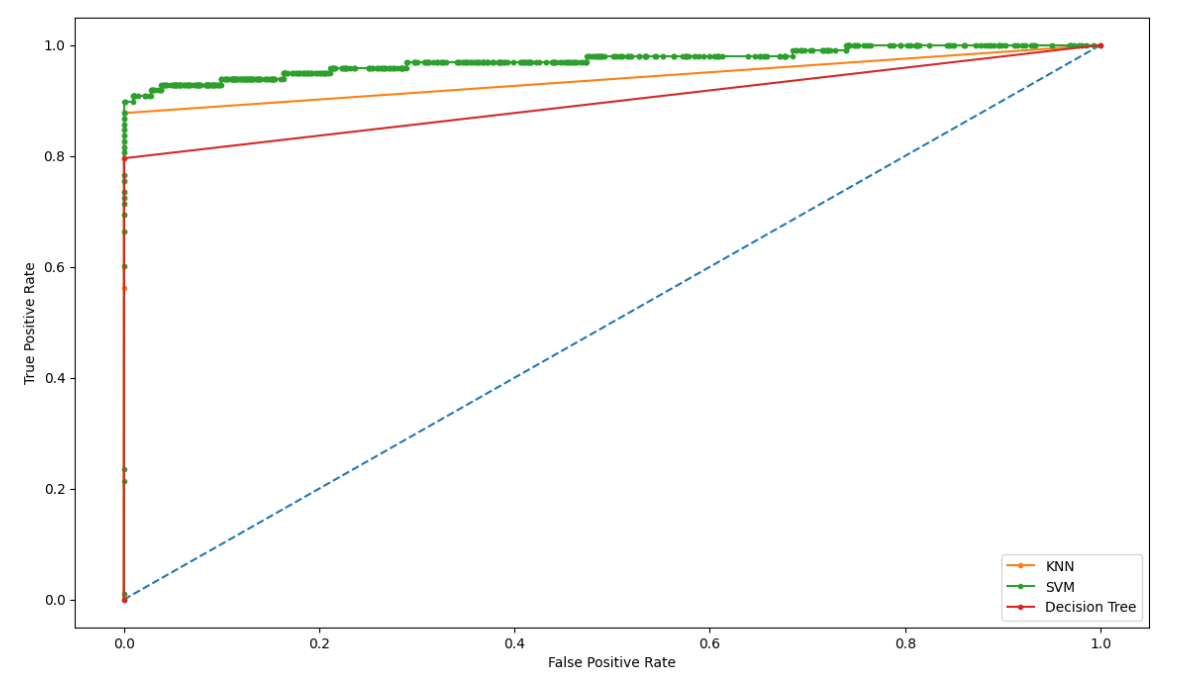 1.0
0.8
0.6
0.4
0.2
0.0
True Positive Rate
KNN
SVM
Decision Tree
0.0 0.2 0.4 0.6 0.8 1.0
False Positive Rate